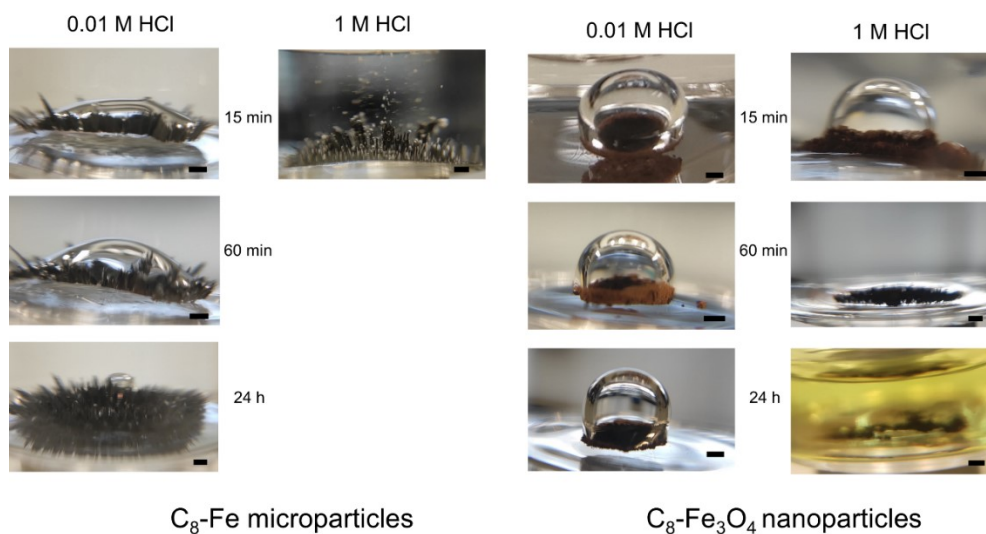 0.01 M HCl
1 M HCl
0.01 M HCl
1 M HCl
15 min
15 min
60 min
60 min
24 h
24 h
C₈-Fe microparticles
C₈-Fe₃O₄ nanoparticles